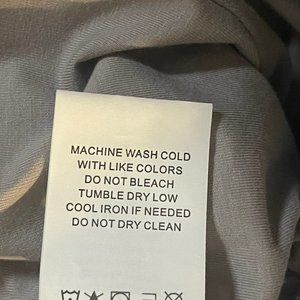 MACHINE WASH COLD
WITH LIKE COLORS
DO NOT BLEACH
TUMBLE DRY LOW
COOL IRON IF NEEDED
DO NOT DRY CLEAN